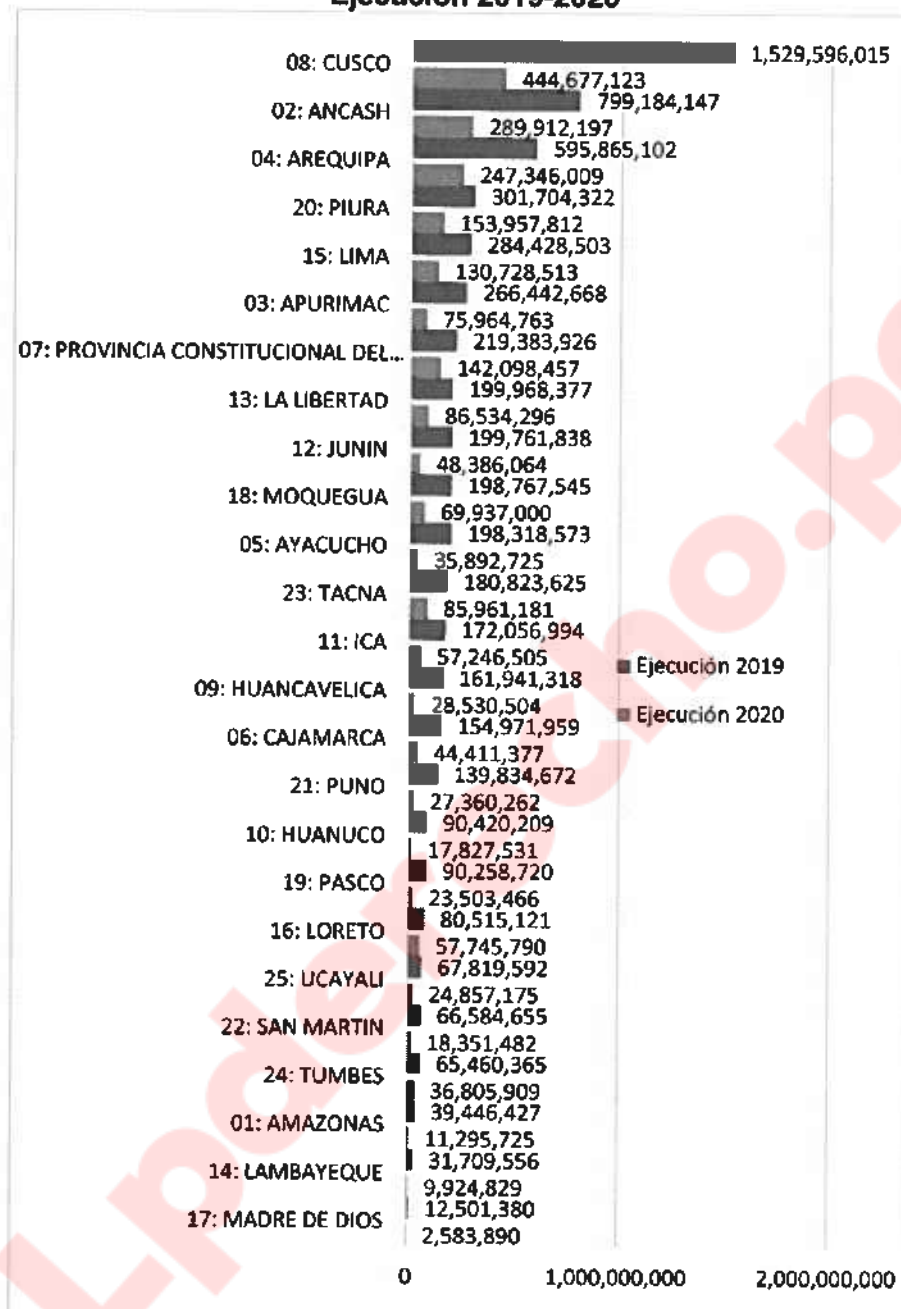 Ejecución 2019-2020
1,529,596,015
08: CUSCO
444,677,123
799,184,147
02: ANCASH
289,912,197
595,865,102
04: AREQUIPA
247,346,009
301,704,322
20: PIURA
153,957,812
284,428,503
15: LIMA
130,728,513
266,442,668
03: APURIMAC
75,964,763
219,383,926
07: PROVINCIA CONSTITUCIONAL DEL...
142,098,457
199,968,377
13: LA LIBERTAD
86,534,296
199,761,838
12: JUNIN
48,386,064
198,767,545
18: MOQUEGUA
69,937,000
198,318,573
05: AYACUCHO
35,892,725
180,823,625
23: TACNA
85,961,181
172,056,994
11: ICA
57,246,505
161,941,318
Ejecución 2019
09: HUANCAVELICA
28,530,504
154,971,959
Ejecución 2020
06: CAJAMARCA
44,411,377
139,834,672
21: PUNO
27,360,262
90,420,209
10: HUANUCO
17,827,531
90,258,720
19: PASCO
23,503,466
80,515,121
16: LORETO
57,745,790
67,819,592
25: UCAYALI
24,857,175
66,584,655
22: SAN MARTIN
18,351,482
65,460,365
24: TUMBES
36,805,909
39,446,427
01: AMAZONAS
11,295,725
31,709,556
14: LAMBAYEQUE
9,924,829
12,501,380
17: MADRE DE DIOS
2,583,890
0 1,000,000,000 2,000,000,000
Lpderecho.pe